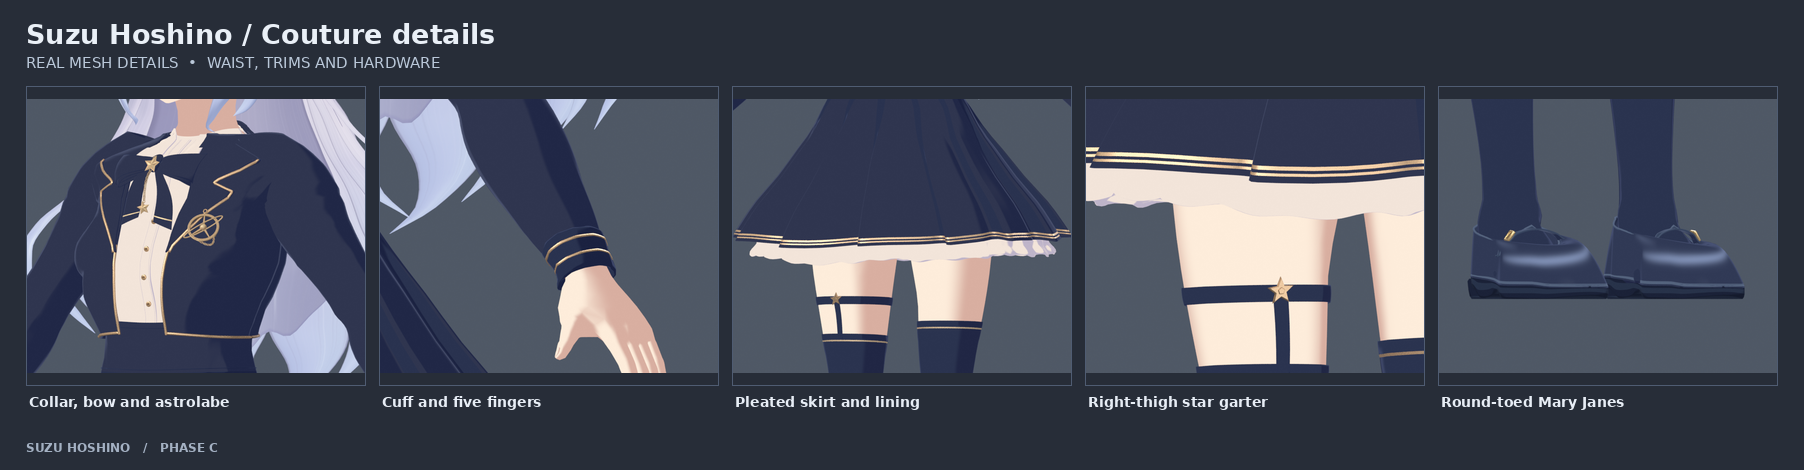 Suzu Hoshino / Couture details
REAL MESH DETAILS • WAIST, TRIMS AND HARDWARE
Collar, bow and astrolabe
Cuff and five fingers
Pleated skirt and lining
Right-thigh star garter
Round-toed Mary Janes
SUZU HOSHINO / PHASE C